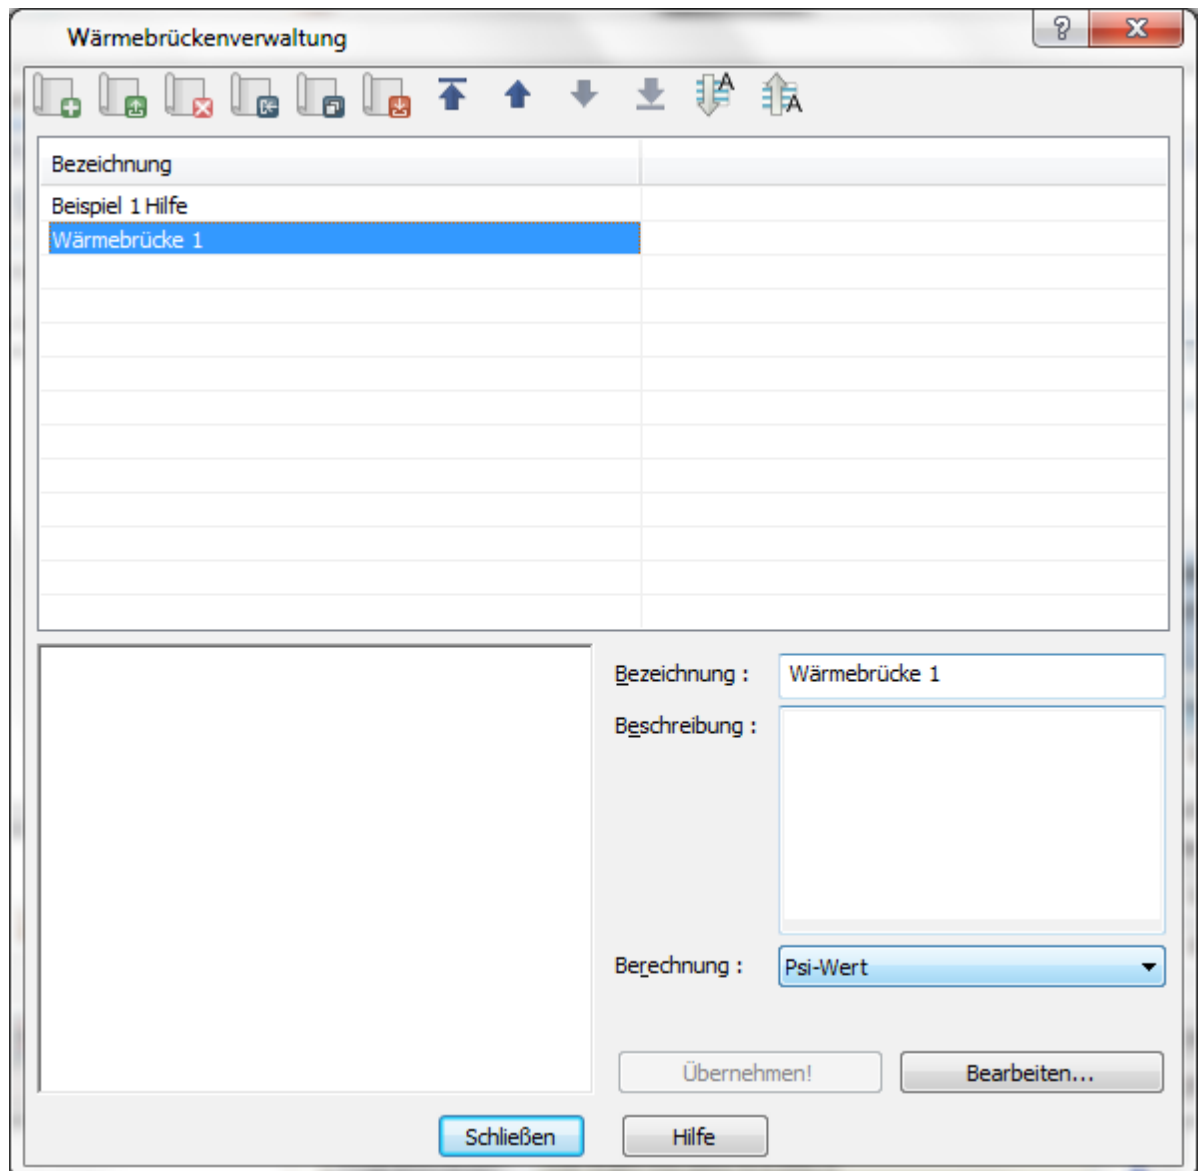 Wärmebrückenverwaltung
Bezeichnung
Beispiel 1 Hilfe
Wärmebrücke 1
Bezeichnung : Wärmebrücke 1
Beschreibung :
Berechnung : Psi-Wert
Übernehmen! Bearbeiten...
Schließen Hilfe